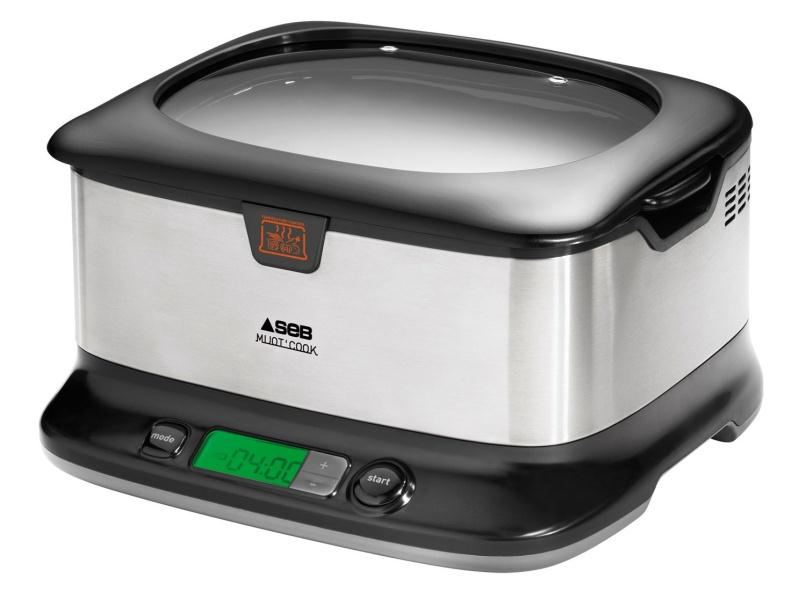 SEB
MIJOT'COOK
mode
04:00
+
-
start